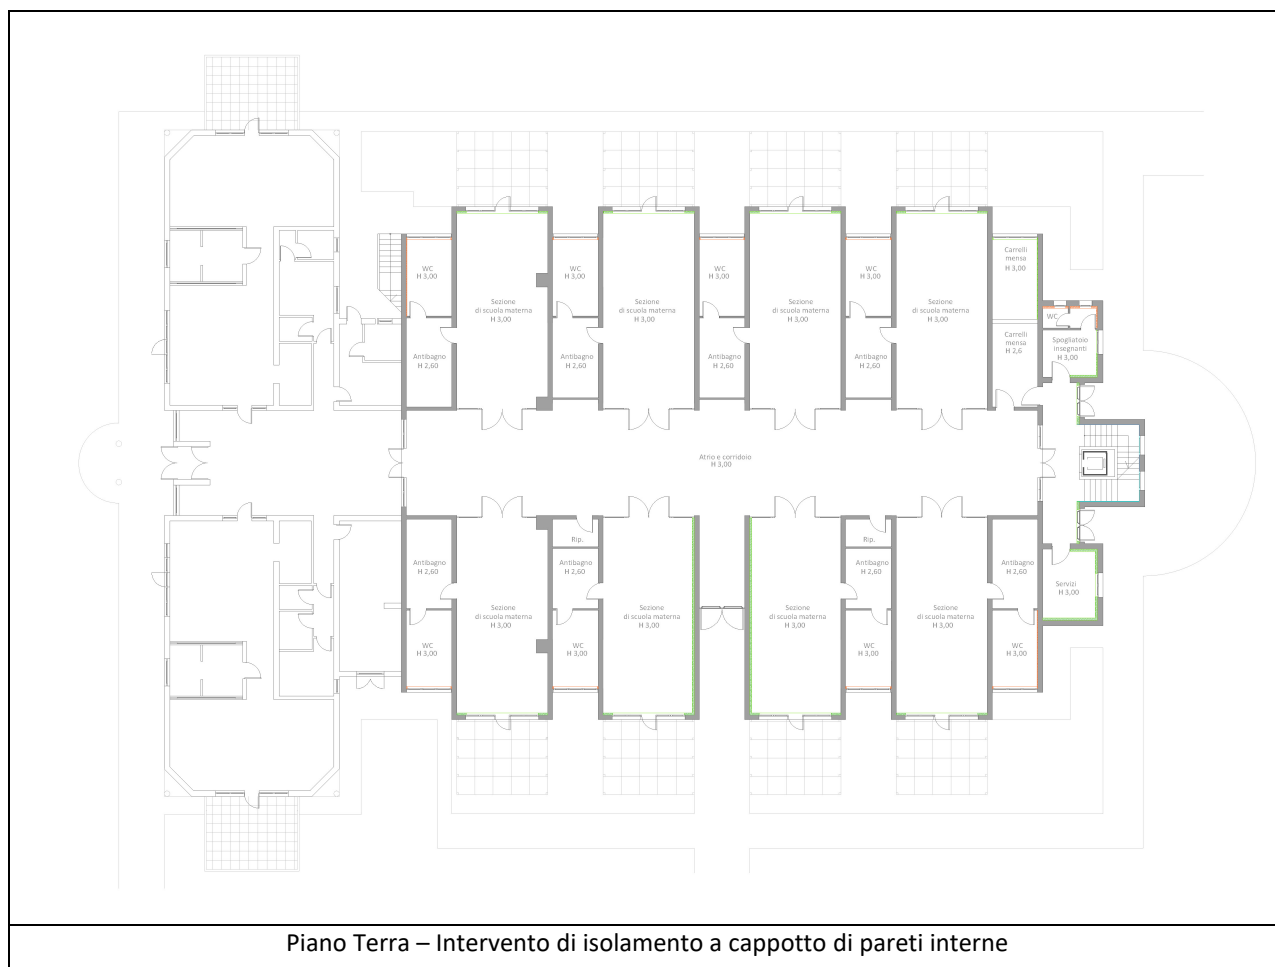 Carrelli
mensa
H 3,00
WC
H 3,00
WC
H 3,00
WC
H 3,00
WC
H 3,00
Sezione
di scuola materna
H 3,00
Sezione
di scuola materna
H 3,00
Sezione
di scuola materna
H 3,00
Sezione
di scuola materna
H 3,00
WC
Carrelli
mensa
H 2,6
Spogliatoio
insegnanti
H 3,00
Antibagno
H 2,60
Antibagno
H 2,60
Antibagno
H 2,60
Antibagno
H 2,60
Atrio e corridoio
H 3,00
Rip.
Rip.
Antibagno
H 2,60
Antibagno
H 2,60
Antibagno
H 2,60
Antibagno
H 2,60
Servizi
H 3,00
Sezione
di scuola materna
H 3,00
Sezione
di scuola materna
H 3,00
Sezione
di scuola materna
H 3,00
Sezione
di scuola materna
H 3,00
WC
H 3,00
WC
H 3,00
WC
H 3,00
WC
H 3,00
Piano Terra – Intervento di isolamento a cappotto di pareti interne